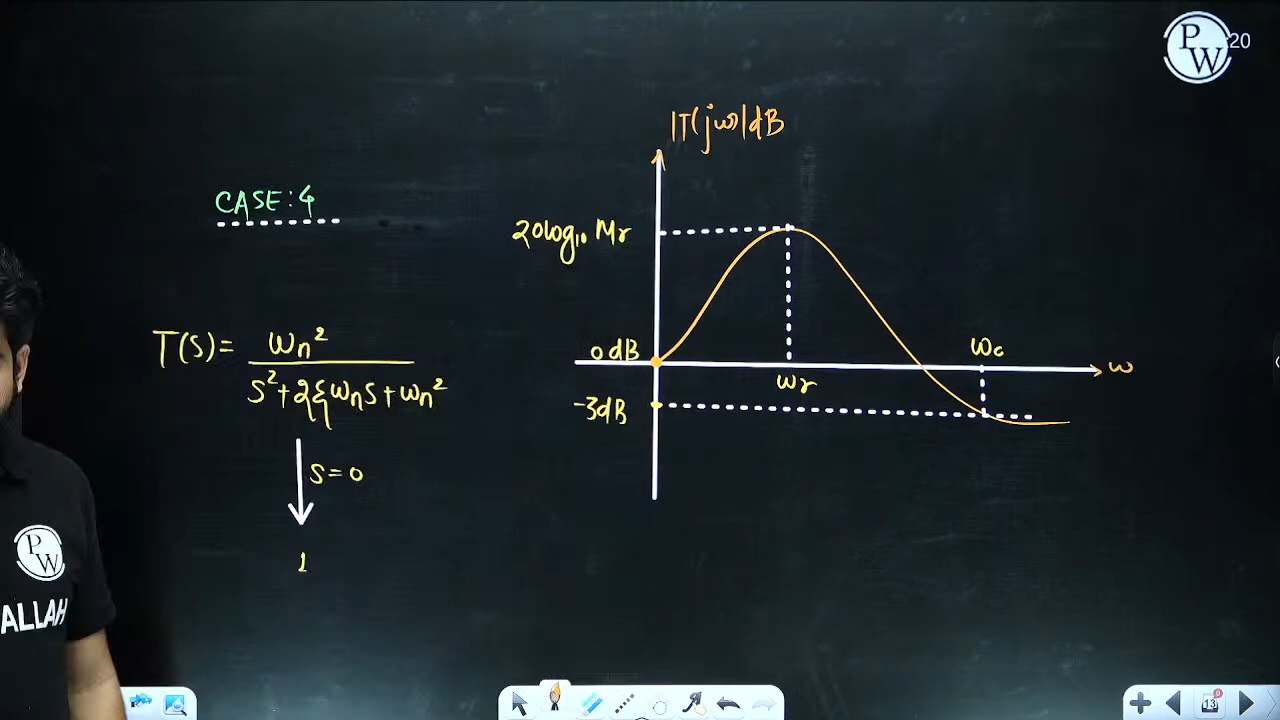 PW
20
|T(jω)|dB
CASE: 4
20log₁₀ Mr
T(s) = ωn²
s²+2ξωns+ωn²
0dB
ωc
ω
ωr
-3dB
s=0
1
PW
ALLAH
13